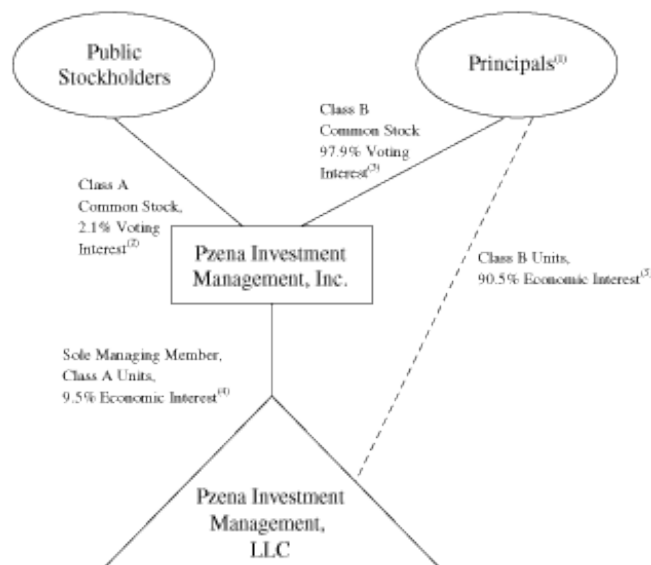 Public
Stockholders
Principals(1)
Class B
Common Stock
97.9% Voting
Interest(3)
Class A
Common Stock,
2.1% Voting
Interest(2)
Pzena Investment
Management, Inc.
Class B Units,
90.5% Economic Interest(5)
Sole Managing Member,
Class A Units,
9.5% Economic Interest(4)
Pzena Investment
Management,
LLC